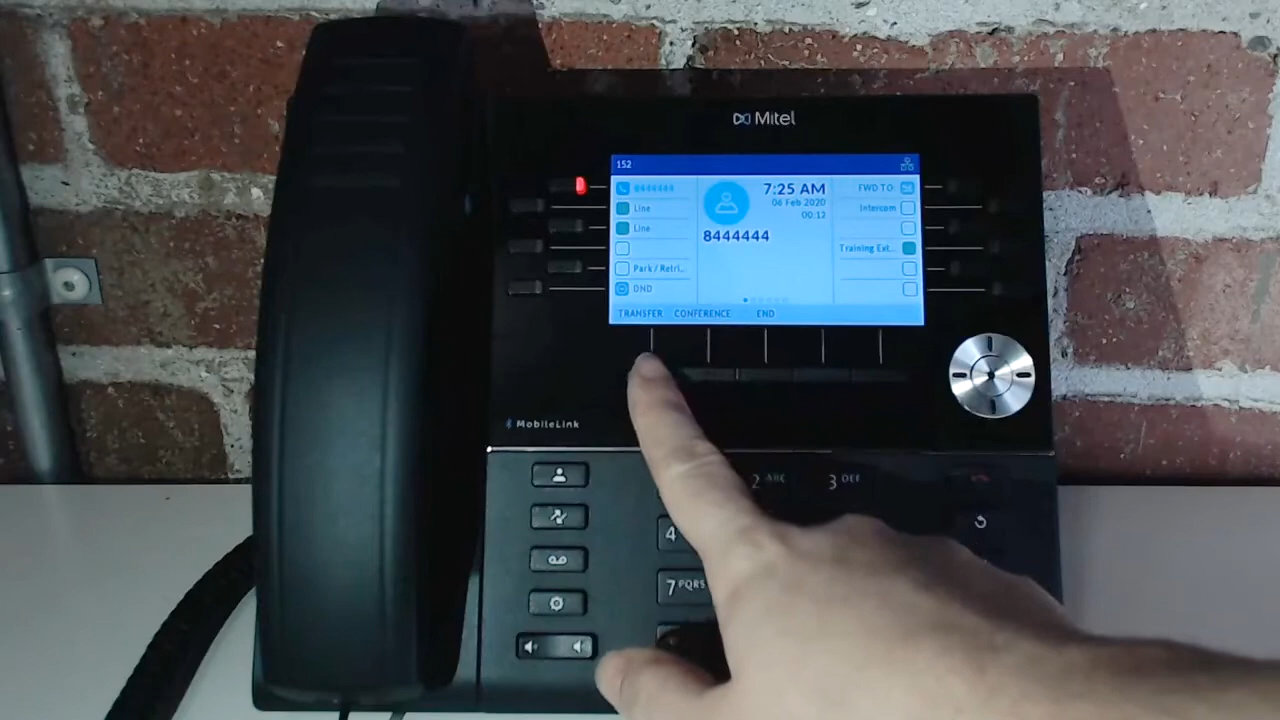 Mitel
152
8444444
Line
Line
Park / Retri...
DND
7:25 AM
06 Feb 2020
00:12
8444444
FWD TO:
Intercom
Training Ext...
TRANSFER CONFERENCE END
MobileLink
2 ABC 3 DEF
4
7 PQRS